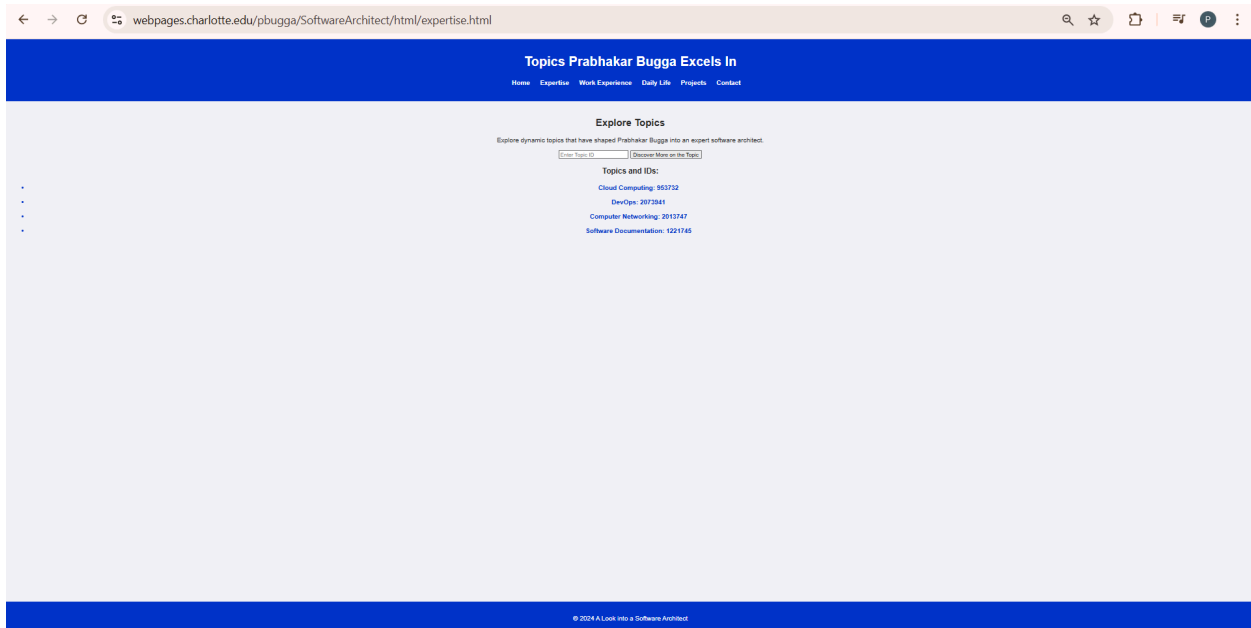 webpages.charlotte.edu/pbugga/SoftwareArchitect/html/expertise.html
P
Topics Prabhakar Bugga Excels In
Home Expertise Work Experience Daily Life Projects Contact
Explore Topics
Explore dynamic topics that have shaped Prabhakar Bugga into an expert software architect.
Enter Topic ID Discover More on the Topic
Topics and IDs:
Cloud Computing: 953732
DevOps: 2073941
Computer Networking: 2013747
Software Documentation: 1221745
© 2024 A Look into a Software Architect